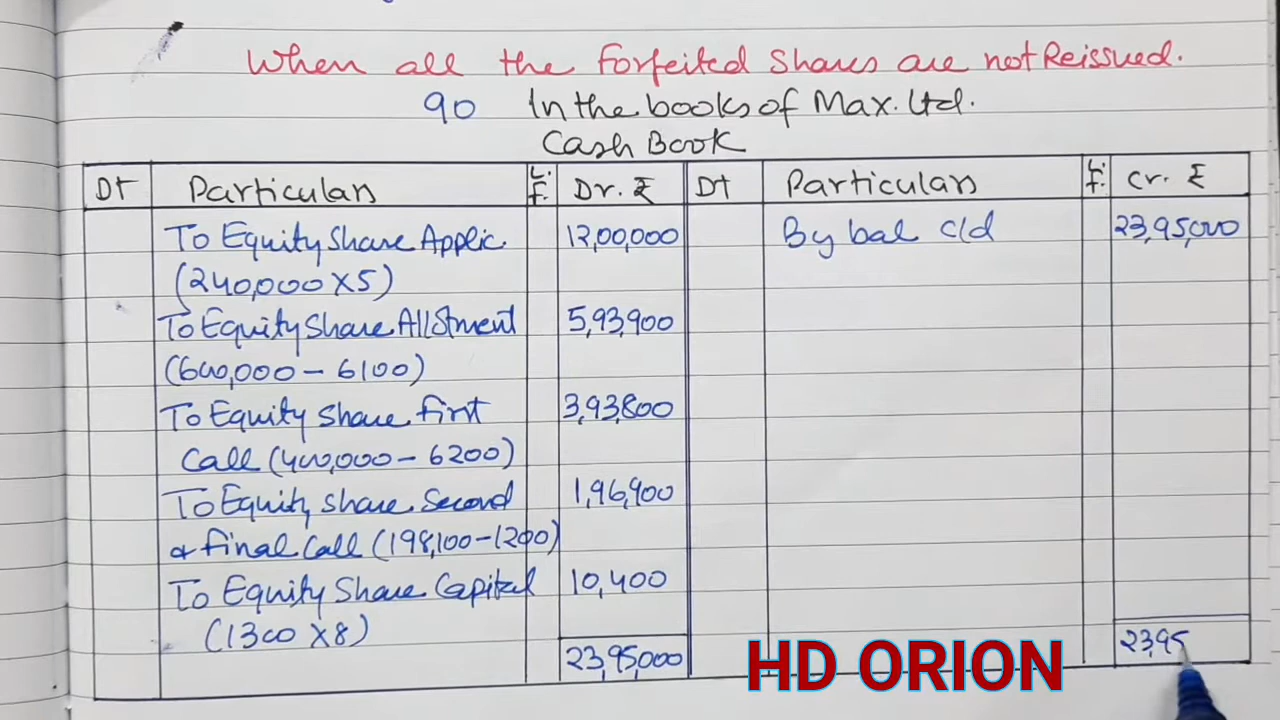 When all the forfeited Shares are not Reissued.
90 In the books of Max. Ltd.
Cash Book
Dt Particulars L.F. Dr. ₹ Dt Particulars L.F. Cr. ₹
To Equity Share Applic. 12,00,000 By bal c/d 23,95,000
(240,000 X 5)
To Equity Share Allotment 5,93,900
(600,000 - 6100)
To Equity Share first 3,93,800
Call (400,000 - 6200)
To Equity share Second 1,96,900
& final Call (198,100 - 1200)
To Equity Share Capital 10,400
(1300 X 8)
23,95,000 23,95
HD ORION